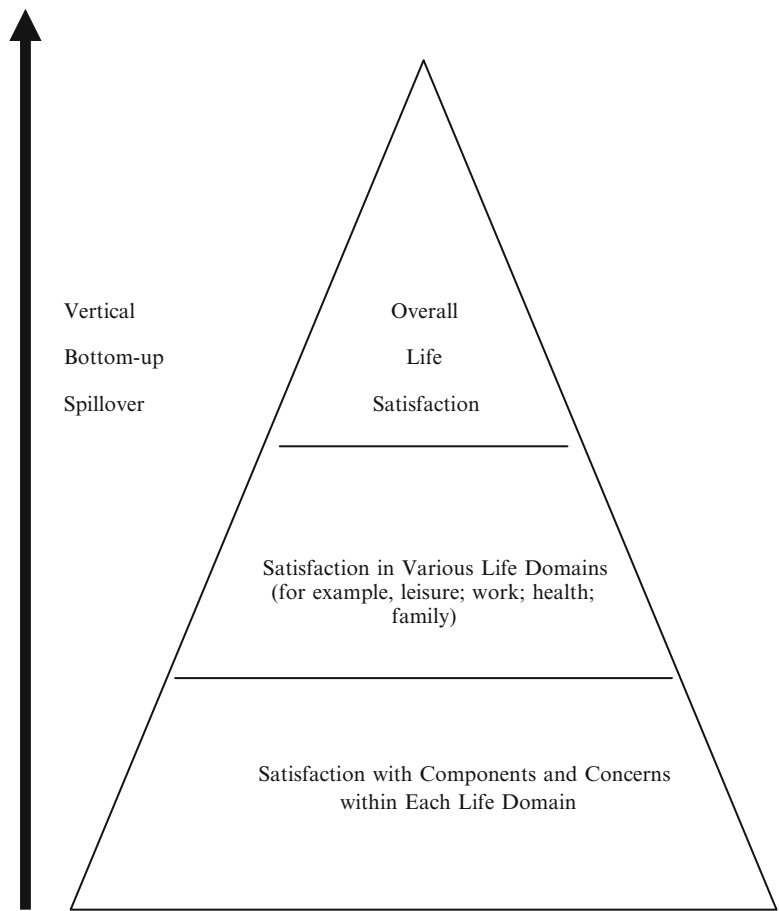 Vertical
Bottom-up
Spillover
Overall
Life
Satisfaction
Satisfaction in Various Life Domains
(for example, leisure; work; health;
family)
Satisfaction with Components and Concerns
within Each Life Domain